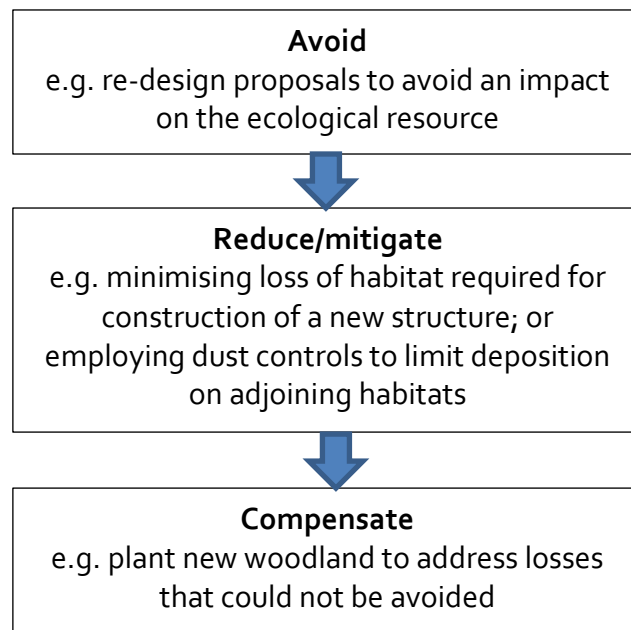 Avoid
e.g. re-design proposals to avoid an impact
on the ecological resource
Reduce/mitigate
e.g. minimising loss of habitat required for
construction of a new structure; or
employing dust controls to limit deposition
on adjoining habitats
Compensate
e.g. plant new woodland to address losses
that could not be avoided